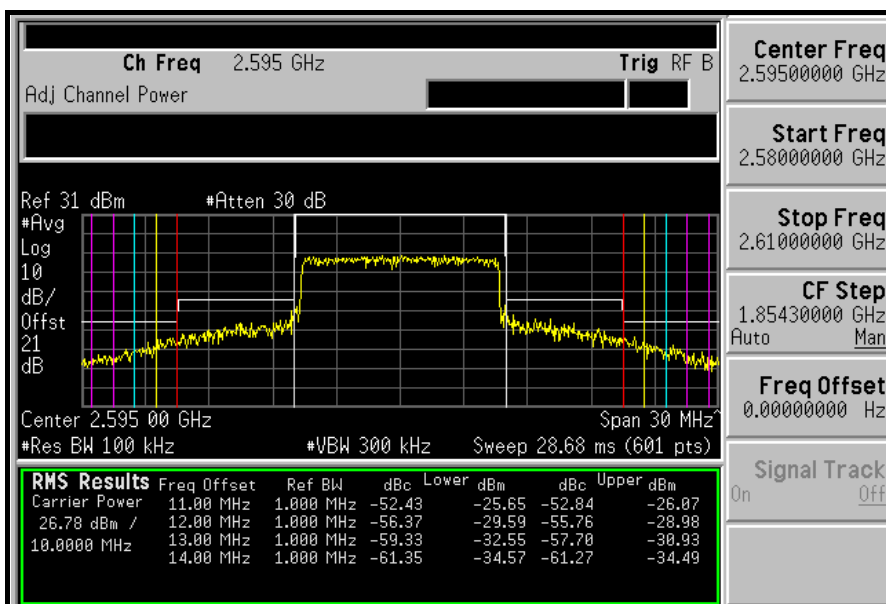 Ch Freq 2.595 GHz Trig RF B
Adj Channel Power
Ref 31 dBm #Atten 30 dB
#Avg
Log
10
dB/
Offst
21
dB
Center 2.595 00 GHz Span 30 MHz^
#Res BW 100 kHz #VBW 300 kHz Sweep 28.68 ms (601 pts)
RMS Results Freq Offset Ref BW dBc Lower dBm dBc Upper dBm
Carrier Power 11.00 MHz 1.000 MHz -52.43 -25.65 -52.84 -26.07
26.78 dBm / 12.00 MHz 1.000 MHz -56.37 -29.59 -55.76 -28.98
10.0000 MHz 13.00 MHz 1.000 MHz -59.33 -32.55 -57.70 -30.93
14.00 MHz 1.000 MHz -61.35 -34.57 -61.27 -34.49
Center Freq
2.59500000 GHz
Start Freq
2.58000000 GHz
Stop Freq
2.61000000 GHz
CF Step
1.85430000 GHz
Auto Man
Freq Offset
0.00000000 Hz
Signal Track
On Off